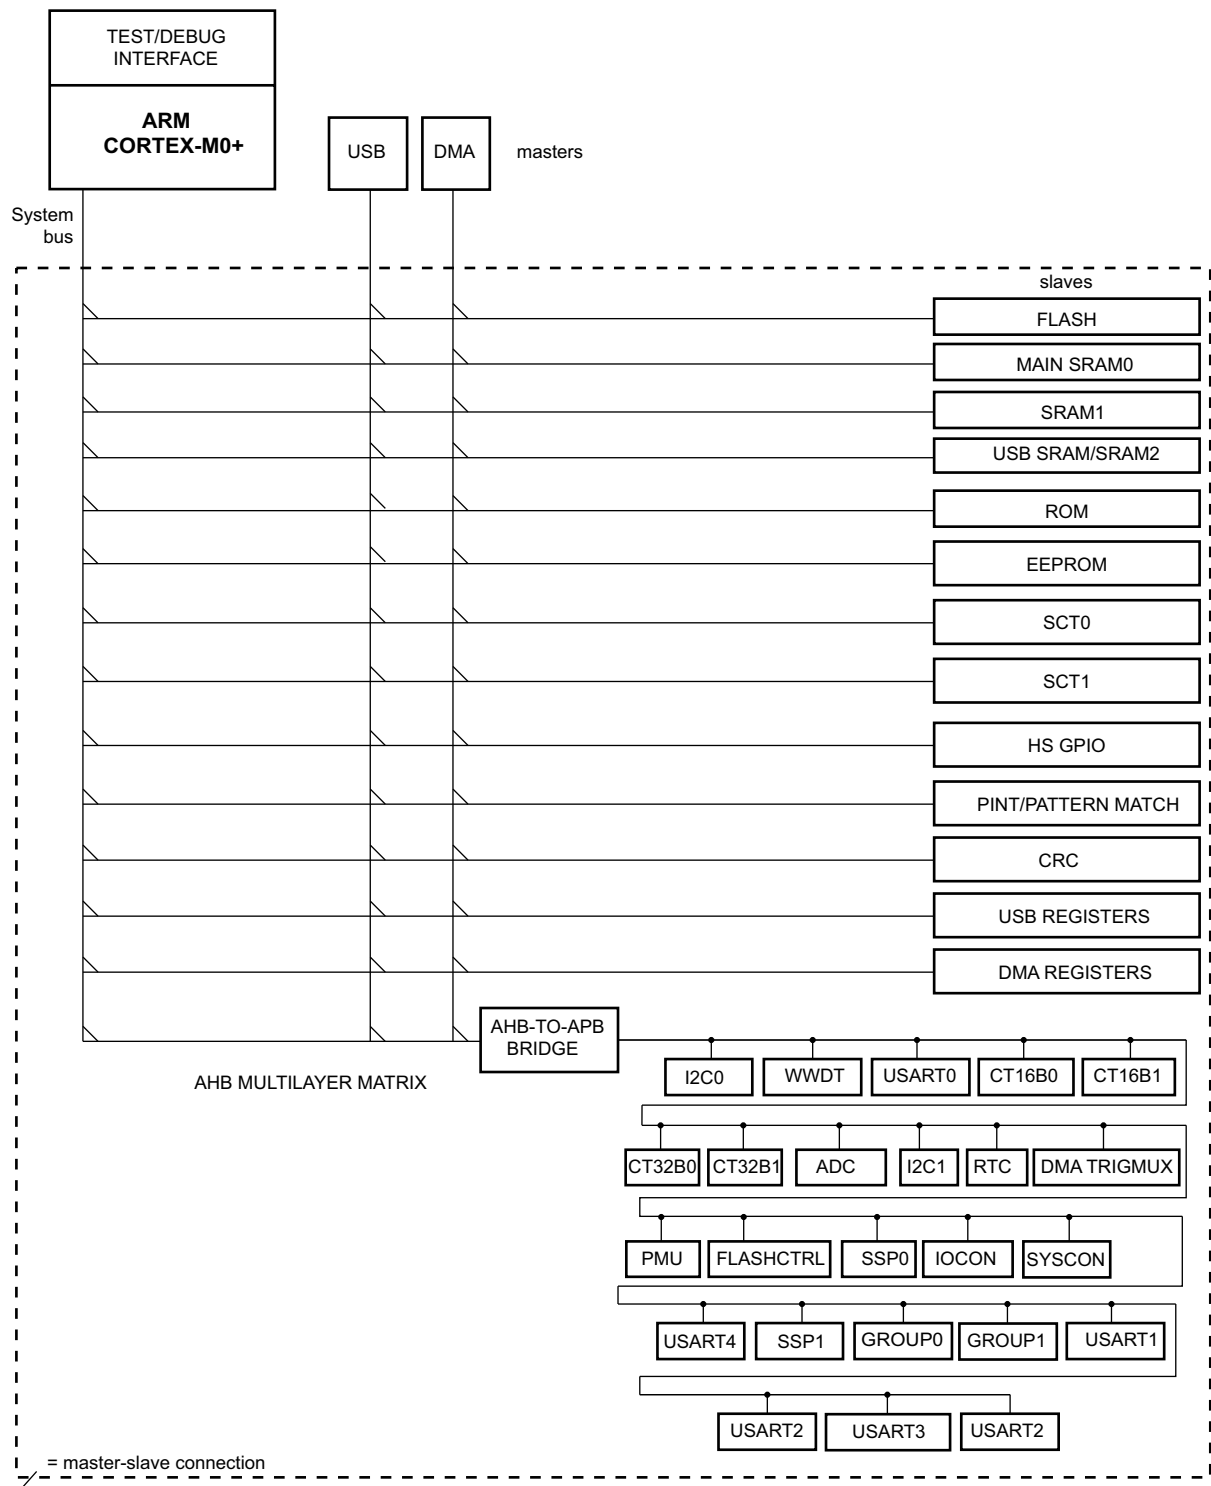 TEST/DEBUG
INTERFACE
ARM
CORTEX-M0+
USB
DMA
masters
System
bus
slaves
FLASH
MAIN SRAM0
SRAM1
USB SRAM/SRAM2
ROM
EEPROM
SCT0
SCT1
HS GPIO
PINT/PATTERN MATCH
CRC
USB REGISTERS
DMA REGISTERS
AHB-TO-APB
BRIDGE
AHB MULTILAYER MATRIX
I2C0
WWDT
USART0
CT16B0
CT16B1
CT32B0
CT32B1
ADC
I2C1
RTC
DMA TRIGMUX
PMU
FLASHCTRL
SSP0
IOCON
SYSCON
USART4
SSP1
GROUP0
GROUP1
USART1
USART2
USART3
USART2
= master-slave connection